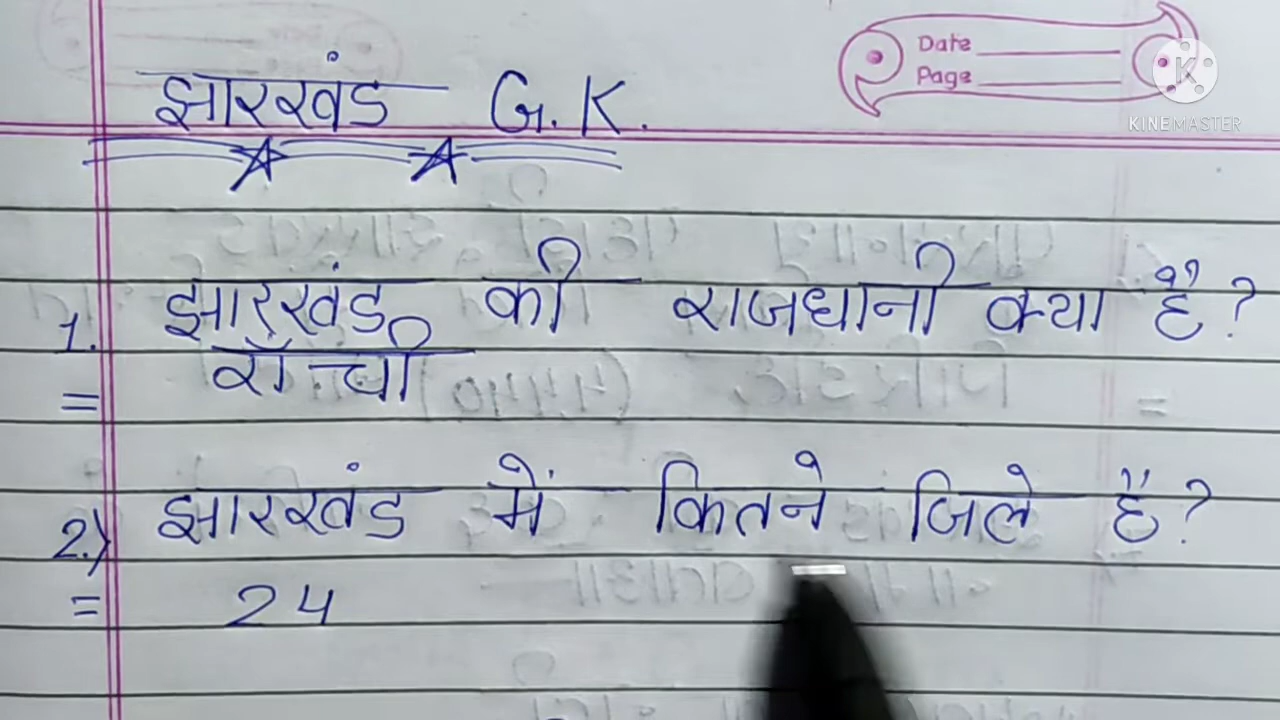 Date
Page
KINEMASTER
झारखंड G.K.
1. झारखंड की राजधानी क्या है?
= राँची
2.) झारखंड में कितने जिले हैं?
= 24